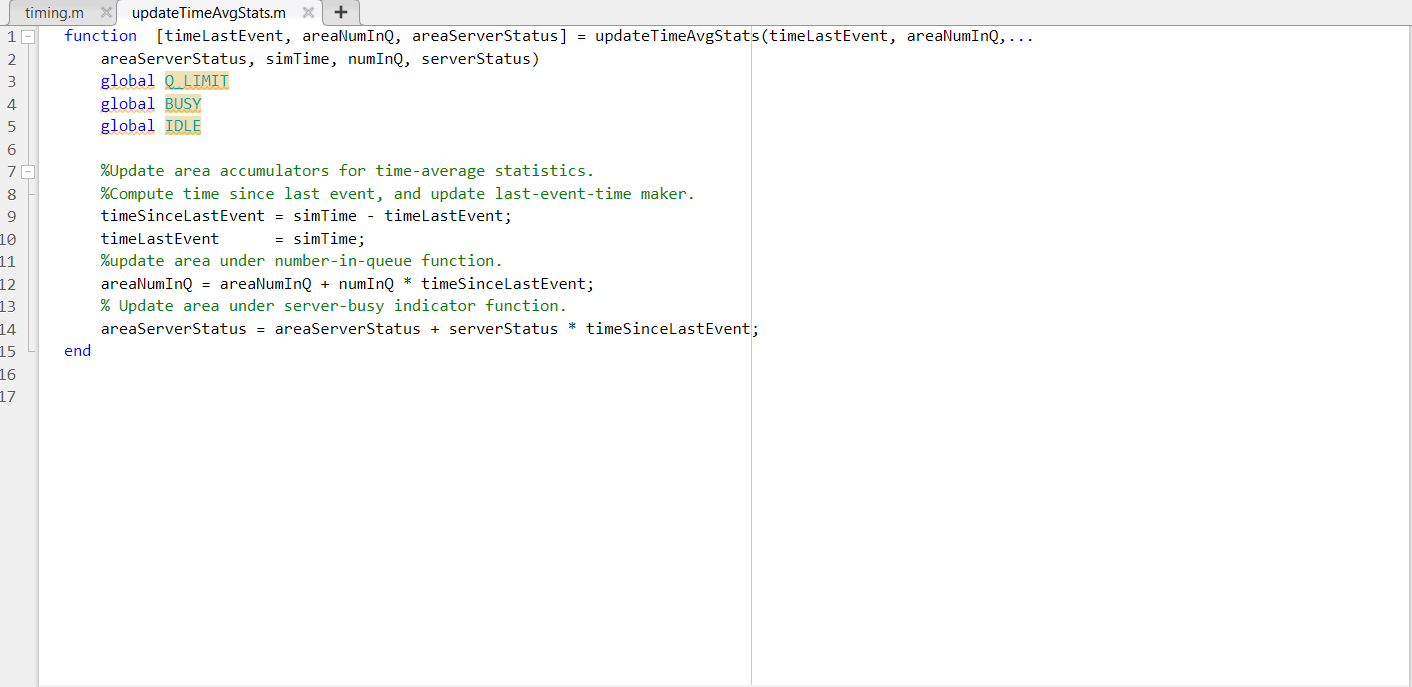 timing.m updateTimeAvgStats.m
1 function [timeLastEvent, areaNumInQ, areaServerStatus] = updateTimeAvgStats(timeLastEvent, areaNumInQ,...
2 areaServerStatus, simTime, numInQ, serverStatus)
3 global Q_LIMIT
4 global BUSY
5 global IDLE
6
7 %Update area accumulators for time-average statistics.
8 %Compute time since last event, and update last-event-time maker.
9 timeSinceLastEvent = simTime - timeLastEvent;
10 timeLastEvent      = simTime;
11 %update area under number-in-queue function.
12 areaNumInQ = areaNumInQ + numInQ * timeSinceLastEvent;
13 % Update area under server-busy indicator function.
14 areaServerStatus = areaServerStatus + serverStatus * timeSinceLastEvent;
15 end
16
17